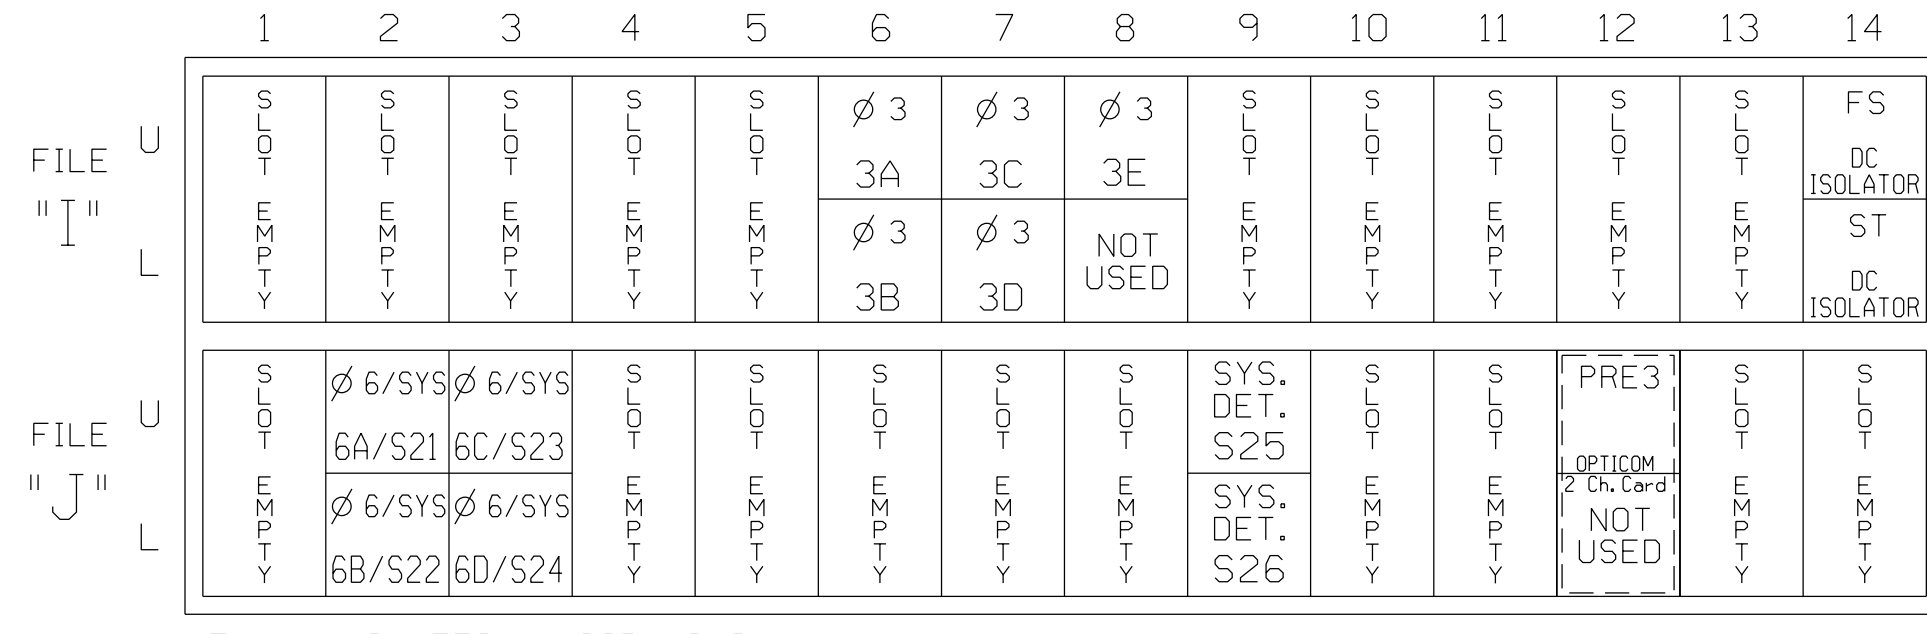 1 2 3 4 5 6 7 8 9 10 11 12 13 14
FILE
"I"
U
L
SLOT EMPTY
SLOT EMPTY
SLOT EMPTY
SLOT EMPTY
SLOT EMPTY
Ø 3
3A
Ø 3
3B
Ø 3
3C
Ø 3
3D
Ø 3
3E
NOT
USED
SLOT EMPTY
SLOT EMPTY
SLOT EMPTY
SLOT EMPTY
SLOT EMPTY
FS
DC
ISOLATOR
ST
DC
ISOLATOR
FILE
"J"
U
L
SLOT EMPTY
Ø 6/SYS
6A/S21
Ø 6/SYS
6B/S22
Ø 6/SYS
6C/S23
Ø 6/SYS
6D/S24
SLOT EMPTY
SLOT EMPTY
SLOT EMPTY
SLOT EMPTY
SLOT EMPTY
SYS.
DET.
S25
SYS.
DET.
S26
SLOT EMPTY
SLOT EMPTY
PRE3
OPTICOM
2 Ch. Card
NOT
USED
SLOT EMPTY
SLOT EMPTY